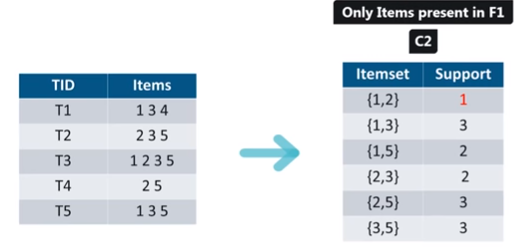 Only Items present in F1
C2
TID Items
T1 1 3 4
T2 2 3 5
T3 1 2 3 5
T4 2 5
T5 1 3 5
Itemset Support
{1,2} 1
{1,3} 3
{1,5} 2
{2,3} 2
{2,5} 3
{3,5} 3